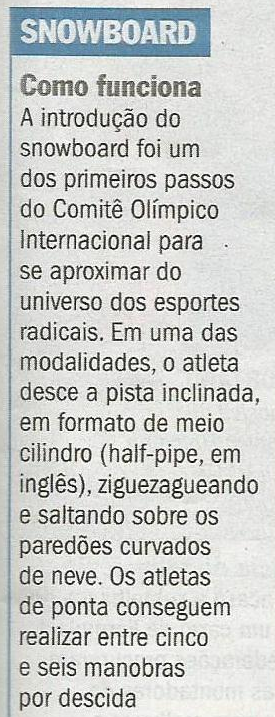 SNOWBOARD
Como funciona
A introdução do
snowboard foi um
dos primeiros passos
do Comitê Olímpico
Internacional para
se aproximar do
universo dos esportes
radicais. Em uma das
modalidades, o atleta
desce a pista inclinada,
em formato de meio
cilindro (half-pipe, em
inglês), ziguezagueando
e saltando sobre os
paredões curvados
de neve. Os atletas
de ponta conseguem
realizar entre cinco
e seis manobras
por descida